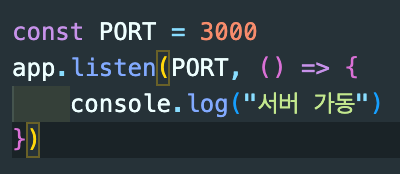 const PORT = 3000
app.listen(PORT, () => {
    console.log("서버 가동")
})